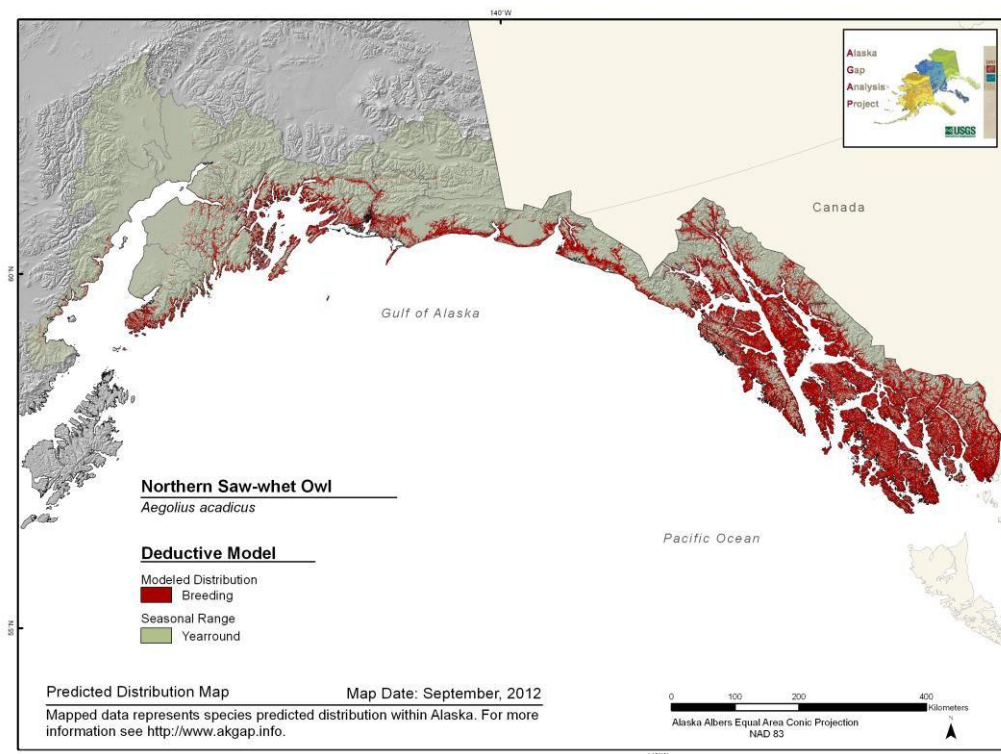 140°W
Alaska
Gap
Analysis
Project
USGS
Canada
60°N
Gulf of Alaska
Northern Saw-whet Owl
Aegolius acadicus
Pacific Ocean
Deductive Model
Modeled Distribution
Breeding
Seasonal Range
Yearround
55°N
Predicted Distribution Map Map Date: September, 2012
Mapped data represents species predicted distribution within Alaska. For more
information see http://www.akgap.info.
0 100 200 400
Kilometers
Alaska Albers Equal Area Conic Projection
NAD 83
N